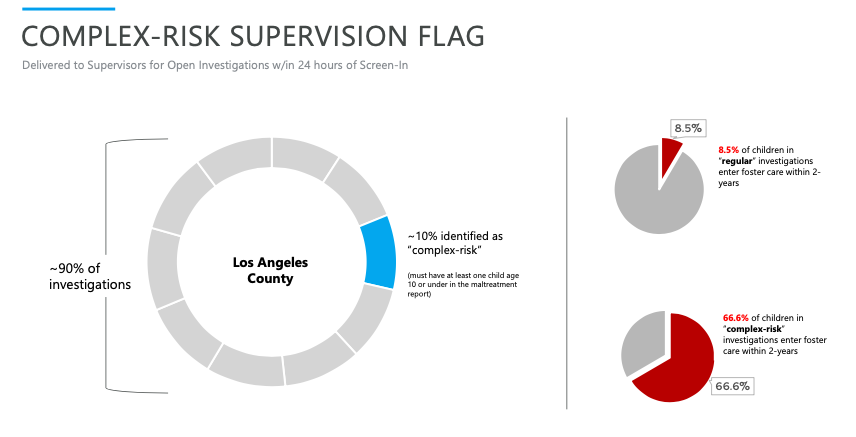 COMPLEX-RISK SUPERVISION FLAG
Delivered to Supervisors for Open Investigations w/in 24 hours of Screen-In
~90% of
investigations
Los Angeles
County
~10% identified as
"complex-risk"
(must have at least one child age
10 or under in the maltreatment
report)
8.5%
8.5% of children in
"regular" investigations
enter foster care within 2-
years
66.6% of children in
"complex-risk"
investigations enter foster
care within 2-years
66.6%